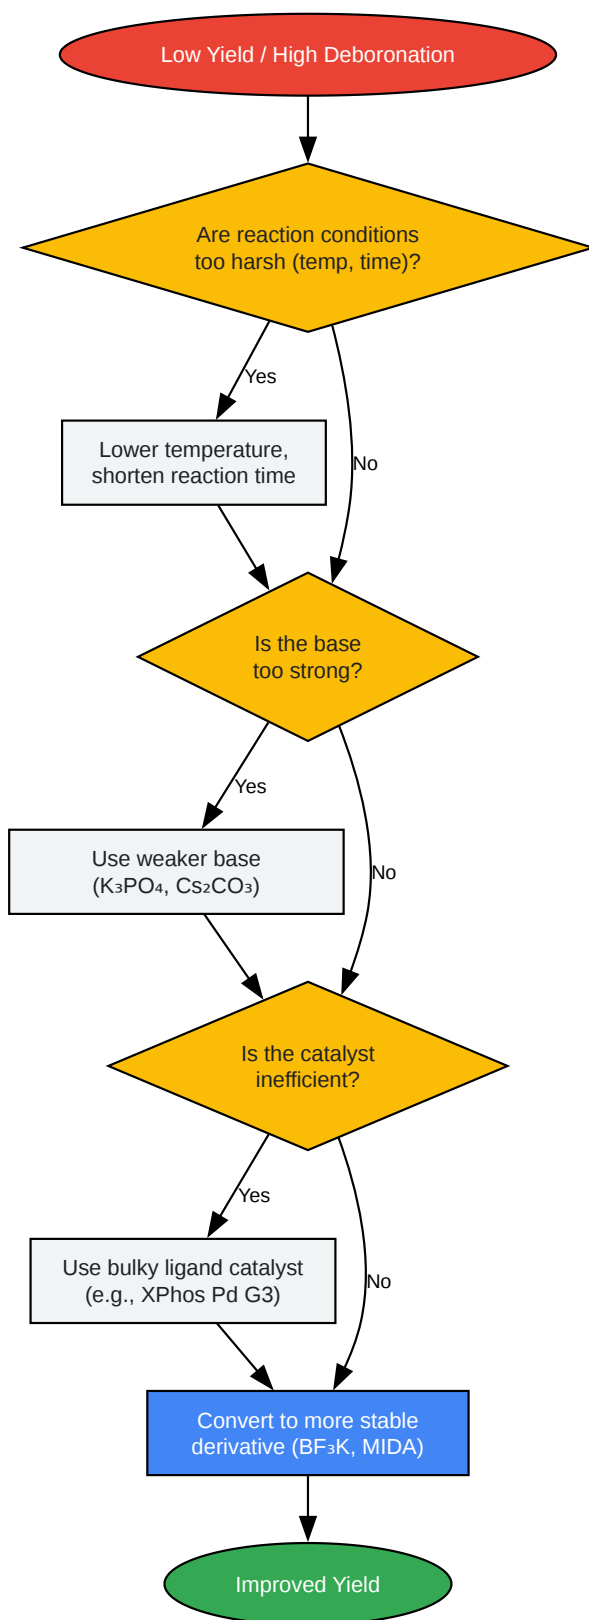 Low Yield / High Deboronation
Are reaction conditions
too harsh (temp, time)?
Yes
Lower temperature,
shorten reaction time
No
Is the base
too strong?
Yes
Use weaker base
(K₃PO₄, Cs₂CO₃)
No
Is the catalyst
inefficient?
Yes
Use bulky ligand catalyst
(e.g., XPhos Pd G3)
No
Convert to more stable
derivative (BF₃K, MIDA)
Improved Yield